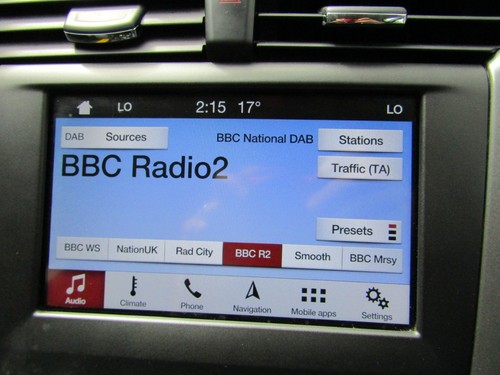 LO 2:15 17° LO
DAB Sources BBC National DAB Stations
BBC Radio2
Traffic (TA)
Presets
BBC WS NationUK Rad City BBC R2 Smooth BBC Mrsy
Audio Climate Phone Navigation Mobile apps Settings